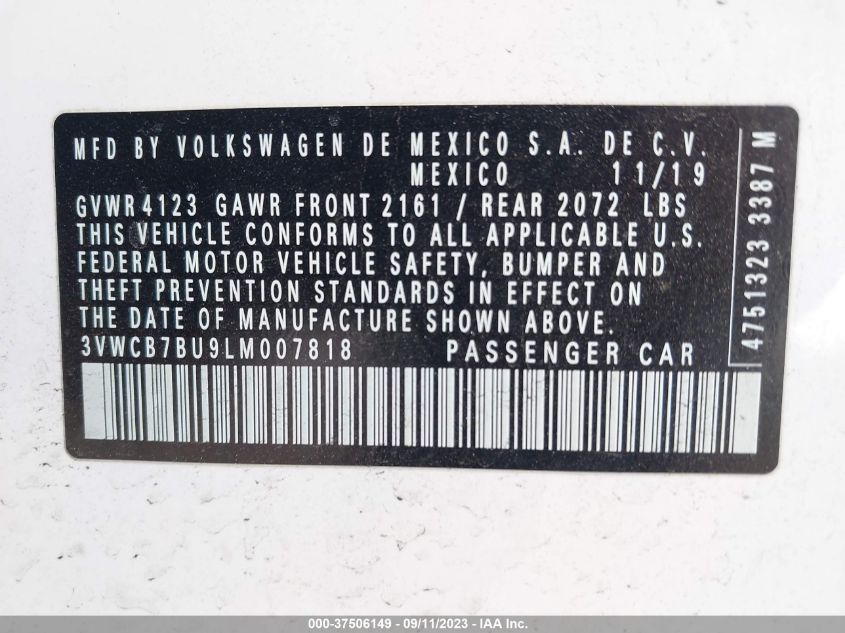 MFD BY VOLKSWAGEN DE MEXICO S.A. DE C.V.
MEXICO 11/19
GVWR 4123 GAWR FRONT 2161 / REAR 2072 LBS
THIS VEHICLE CONFORMS TO ALL APPLICABLE U.S.
FEDERAL MOTOR VEHICLE SAFETY, BUMPER AND
THEFT PREVENTION STANDARDS IN EFFECT ON
THE DATE OF MANUFACTURE SHOWN ABOVE.
3VWCB7BU9LM007818 PASSENGER CAR
4751323 3387 M
000-37506149 - 09/11/2023 - IAA Inc.